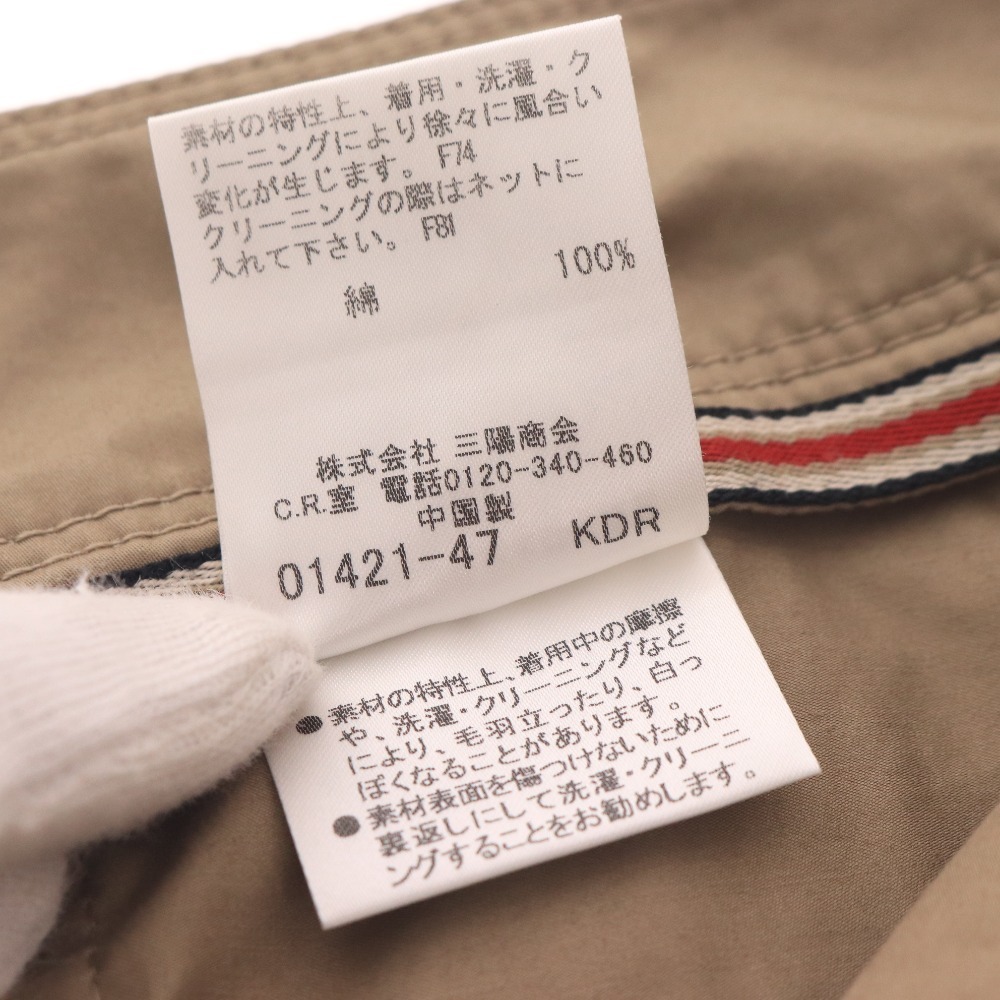 素材の特性上、着用・洗濯・ク
リーニングにより徐々に風合い
変化が生じます。 F74
クリーニングの際はネットに
入れて下さい。 F81
綿 100%
株式会社 三陽商会
C.R.室 電話0120-340-460
中国製
01421-47 KDR
●素材の特性上、着用中の摩擦
や、洗濯・クリーニングなど
により、毛羽立ったり、白っ
ぽくなることがあります。
●素材表面を傷つけないために
裏返しにして洗濯・クリーニ
ングすることをお勧めします。